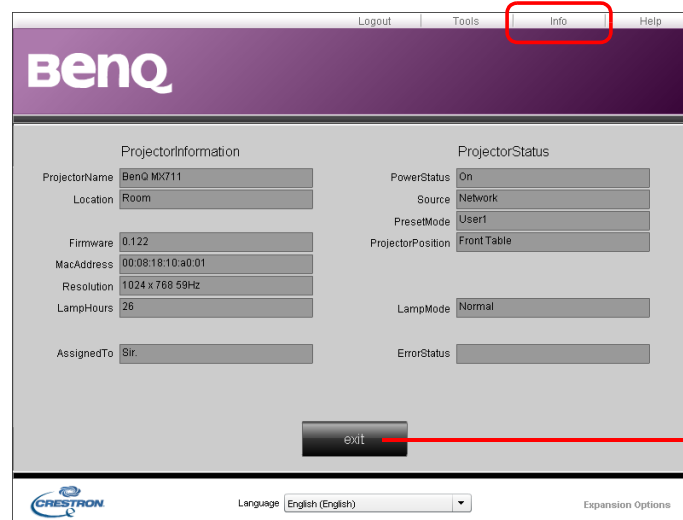 Logout Tools Info Help
BenQ
ProjectorInformation
ProjectorName BenQ MX711
Location Room
Firmware 0.122
MacAddress 00:08:18:10:a0:01
Resolution 1024 x 768 59Hz
LampHours 26
AssignedTo Sir.
ProjectorStatus
PowerStatus On
Source Network
PresetMode User1
ProjectorPosition Front Table
LampMode Normal
ErrorStatus
exit
CRESTRON
Language English (English)
Expansion Options